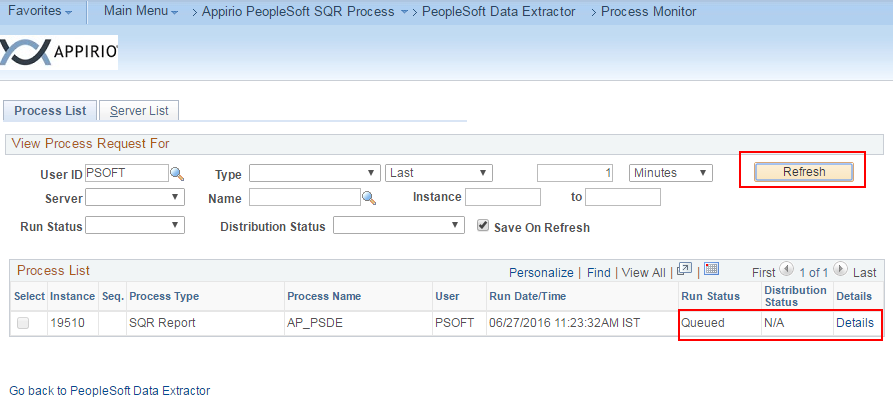 Favorites Main Menu > Appirio PeopleSoft SQR Process > PeopleSoft Data Extractor > Process Monitor
APPIRIO
Process List Server List
View Process Request For
User ID PSOFT Type Last 1 Minutes Refresh
Server Name Instance to
Run Status Distribution Status Save On Refresh
Process List Personalize | Find | View All | | First 1 of 1 Last
Select Instance Seq. Process Type Process Name User Run Date/Time Run Status Distribution Status Details
19510 SQR Report AP_PSDE PSOFT 06/27/2016 11:23:32AM IST Queued N/A Details
Go back to PeopleSoft Data Extractor